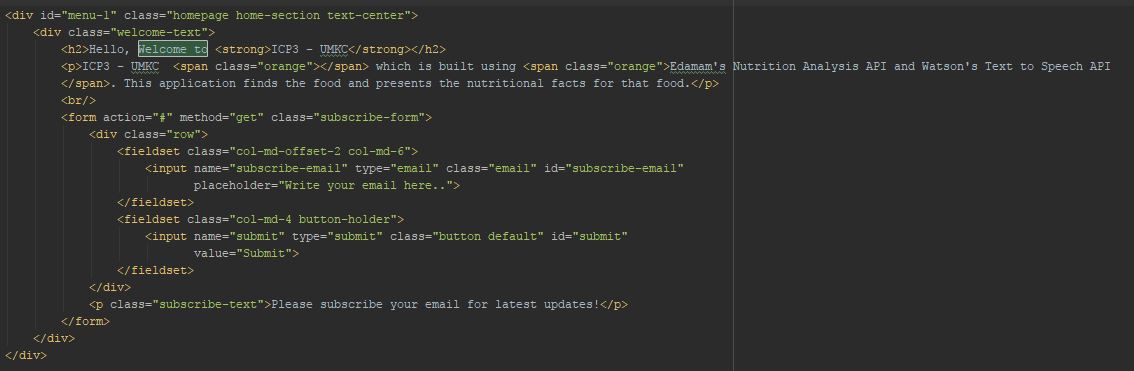 <div id="menu-1" class="homepage home-section text-center">
<div class="welcome-text">
<h2>Hello, Welcome to <strong>ICP3 - UMKC</strong></h2>
<p>ICP3 - UMKC  <span class="orange"></span> which is built using <span class="orange">Edamam's Nutrition Analysis API and Watson's Text to Speech API
</span>. This application finds the food and presents the nutritional facts for that food.</p>
<br/>
<form action="#" method="get" class="subscribe-form">
<div class="row">
<fieldset class="col-md-offset-2 col-md-6">
<input name="subscribe-email" type="email" class="email" id="subscribe-email"
placeholder="Write your email here..">
</fieldset>
<fieldset class="col-md-4 button-holder">
<input name="submit" type="submit" class="button default" id="submit"
value="Submit">
</fieldset>
</div>
<p class="subscribe-text">Please subscribe your email for latest updates!</p>
</form>
</div>
</div>